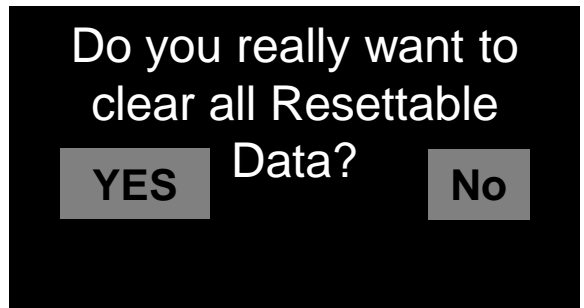 Do you really want to
clear all Resettable
Data?
YES
No